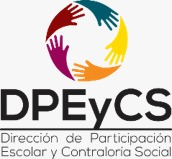 DPEyCS
Dirección de Participación
Escolar y Contraloría Social